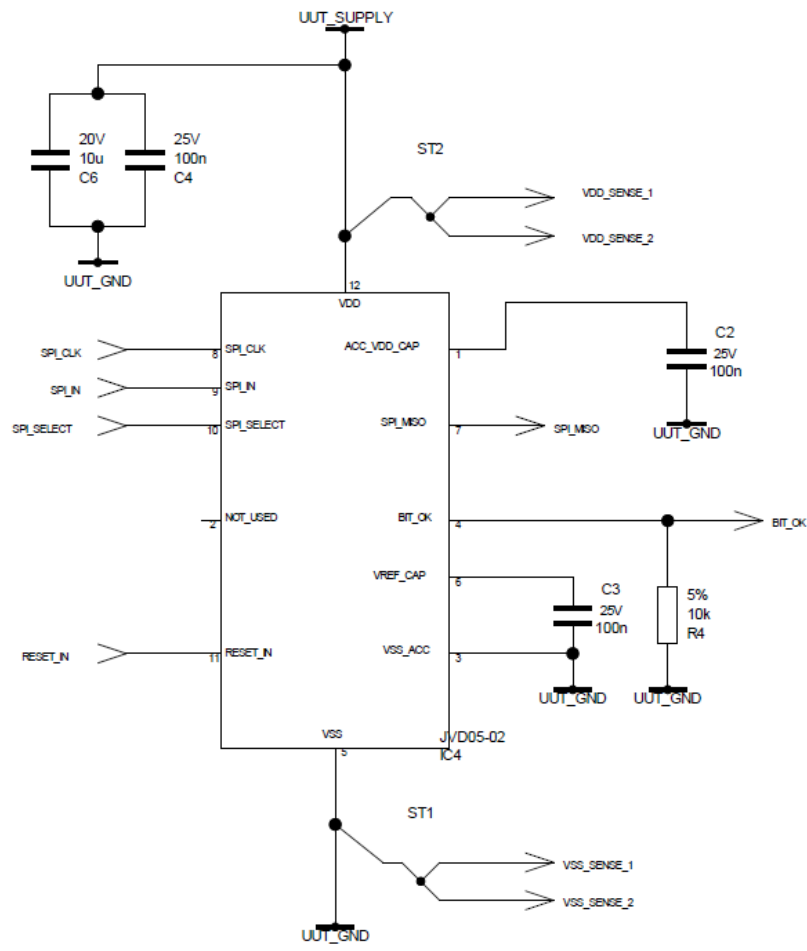 UUT_SUPPLY
20V
10u
C6
25V
100n
C4
UUT_GND
ST2
VDD_SENSE_1
VDD_SENSE_2
12
VDD
SPI_CLK
8
SPI_CLK
ACC_VDD_CAP
1
C2
25V
100n
UUT_GND
SPI_IN
9
SPI_IN
SPI_SELECT
10
SPI_SELECT
SPI_MISO
7
SPI_MISO
2
NOT_USED
BIT_OK
4
BIT_OK
VREF_CAP
6
C3
25V
100n
5%
10k
R4
RESET_IN
11
RESET_IN
VSS_ACC
3
UUT_GND
UUT_GND
VSS
5
JVD05-02
IC4
ST1
VSS_SENSE_1
VSS_SENSE_2
UUT_GND